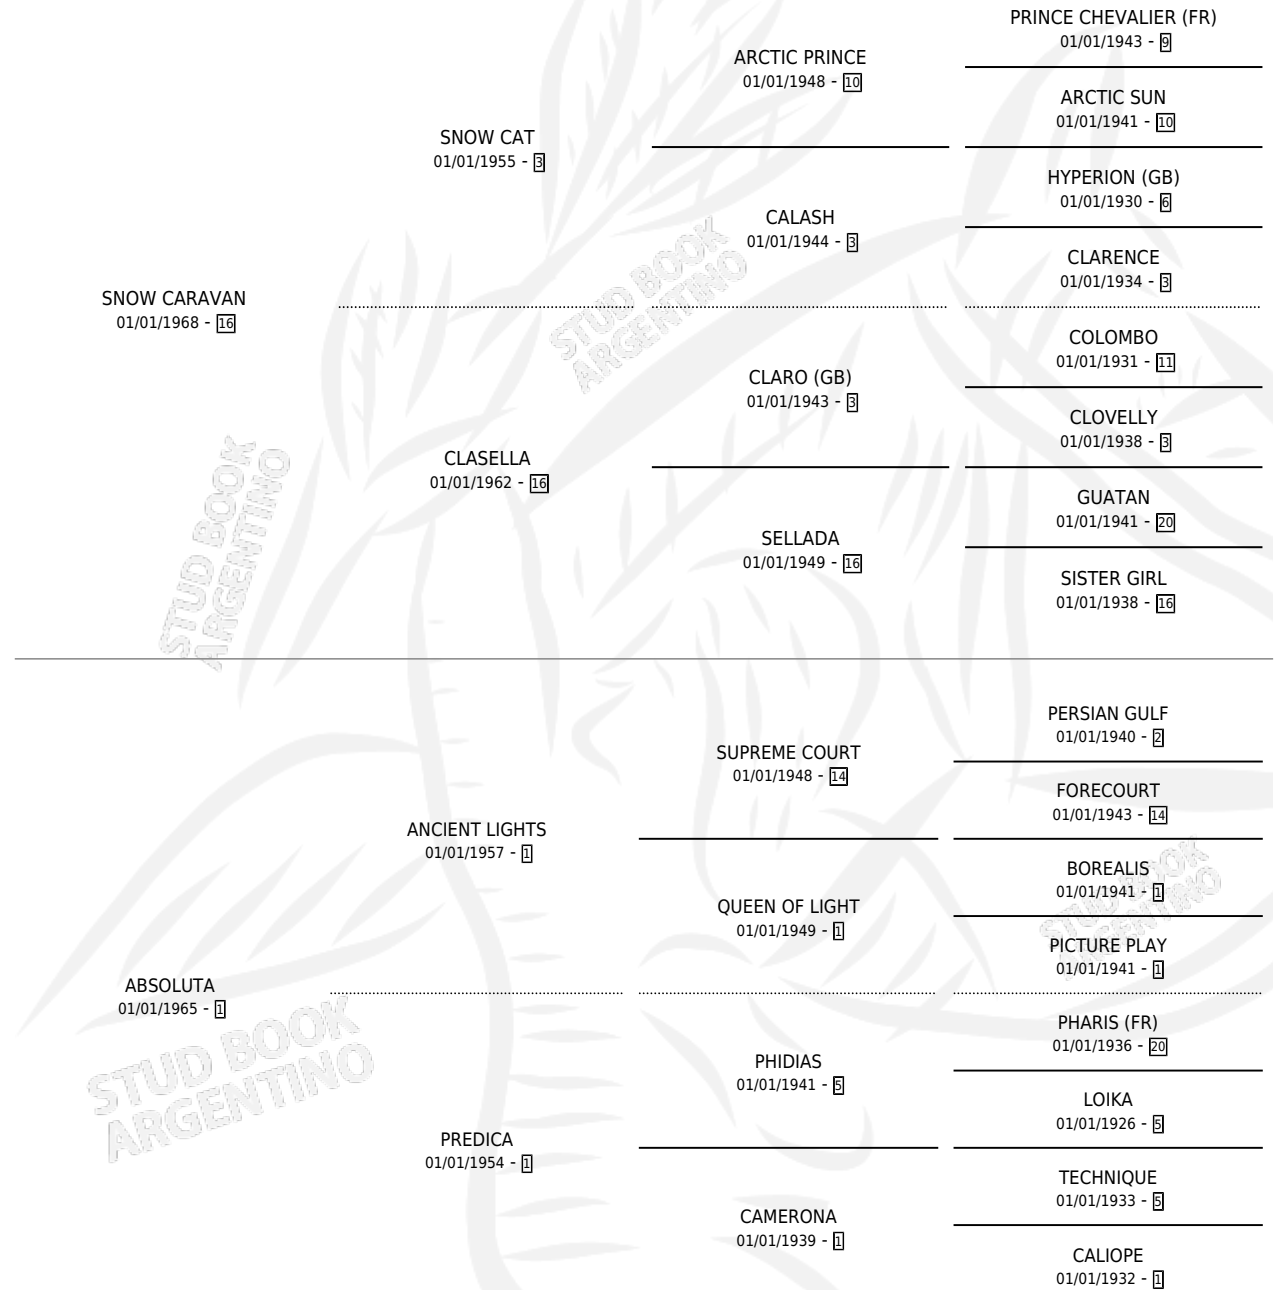 PRINCE CHEVALIER (FR)
01/01/1943 - 9
ARCTIC PRINCE
01/01/1948 - 10
ARCTIC SUN
01/01/1941 - 10
SNOW CAT
01/01/1955 - 3
HYPERION (GB)
01/01/1930 - 6
CALASH
01/01/1944 - 3
CLARENCE
01/01/1934 - 3
SNOW CARAVAN
01/01/1968 - 16
STUD BOOK
ARGENTINO
COLOMBO
01/01/1931 - 11
CLARO (GB)
01/01/1943 - 3
CLOVELLY
01/01/1938 - 3
CLASELLA
01/01/1962 - 16
GUATAN
01/01/1941 - 20
SELLADA
01/01/1949 - 16
SISTER GIRL
01/01/1938 - 16
STUD BOOK
ARGENTINO
PERSIAN GULF
01/01/1940 - 2
SUPREME COURT
01/01/1948 - 14
FORECOURT
01/01/1943 - 14
ANCIENT LIGHTS
01/01/1957 - 1
BOREALIS
01/01/1941 - 1
QUEEN OF LIGHT
01/01/1949 - 1
PICTURE PLAY
01/01/1941 - 1
STUD BOOK
ARGENTINO
ABSOLUTA
01/01/1965 - 1
STUD BOOK
ARGENTINO
PHARIS (FR)
01/01/1936 - 20
PHIDIAS
01/01/1941 - 5
LOIKA
01/01/1926 - 5
PREDICA
01/01/1954 - 1
TECHNIQUE
01/01/1933 - 5
CAMERONA
01/01/1939 - 1
CALIOPE
01/01/1932 - 1